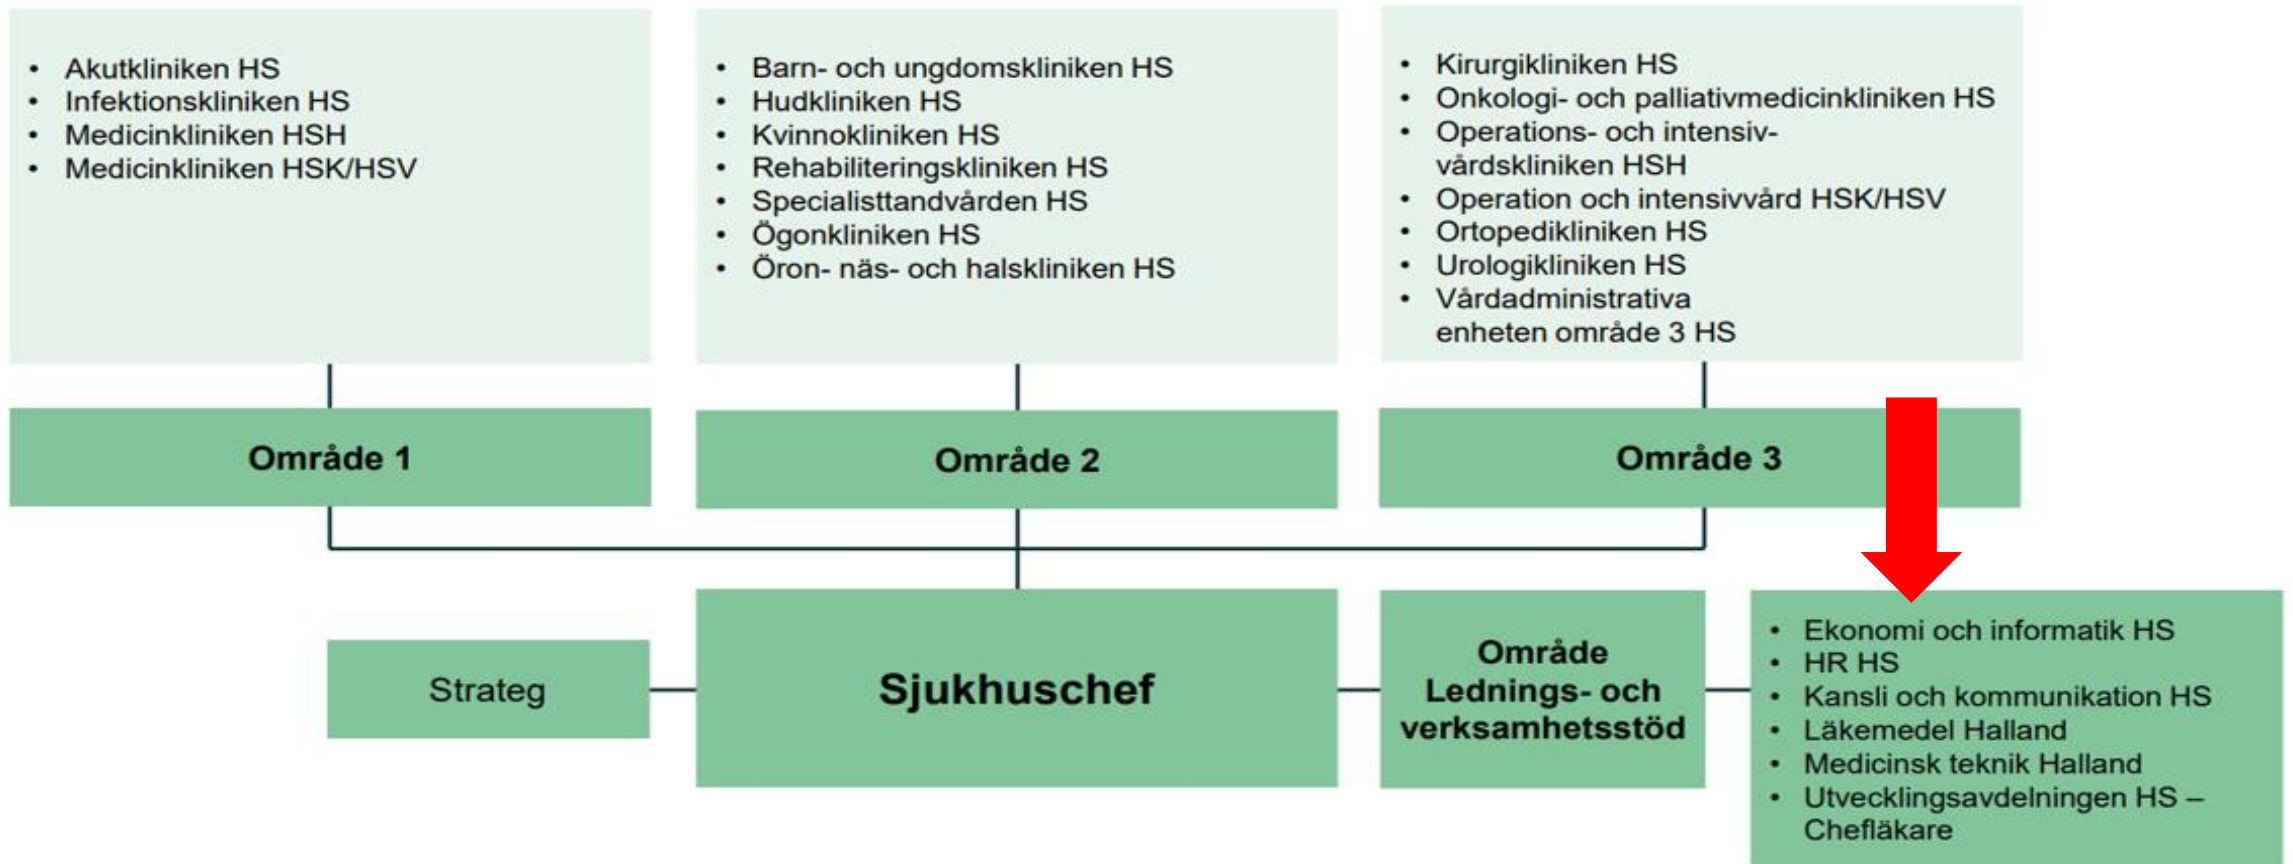 • Akutkliniken HS
• Infektionskliniken HS
• Medicinkliniken HSH
• Medicinkliniken HSK/HSV
• Barn- och ungdomskliniken HS
• Hudkliniken HS
• Kvinnokliniken HS
• Rehabiliteringskliniken HS
• Specialisttandvården HS
• Ögonkliniken HS
• Öron- näs- och halskliniken HS
• Kirurgikliniken HS
• Onkologi- och palliativmedicinkliniken HS
• Operations- och intensiv-
vårdskliniken HSH
• Operation och intensivvård HSK/HSV
• Ortopedikliniken HS
• Urologikliniken HS
• Vårdadministrativa
enheten område 3 HS
Område 1
Område 2
Område 3
Strateg
Sjukhuschef
Område
Lednings- och
verksamhetsstöd
• Ekonomi och informatik HS
• HR HS
• Kansli och kommunikation HS
• Läkemedel Halland
• Medicinsk teknik Halland
• Utvecklingsavdelningen HS –
Chefläkare